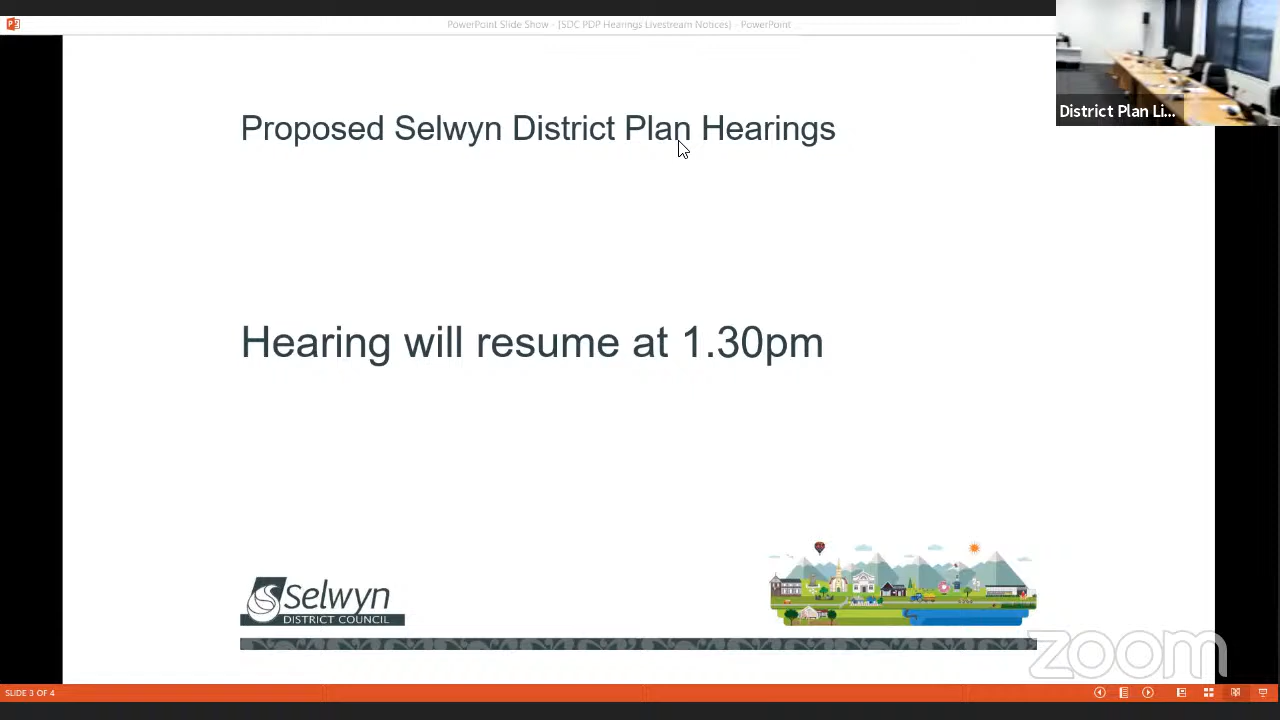 PowerPoint Slide Show - [SDC PDP Hearings Livestream Notices] - PowerPoint
District Plan Li...
Proposed Selwyn District Plan Hearings
Hearing will resume at 1.30pm
Selwyn
DISTRICT COUNCIL
zoom
SLIDE 3 OF 4